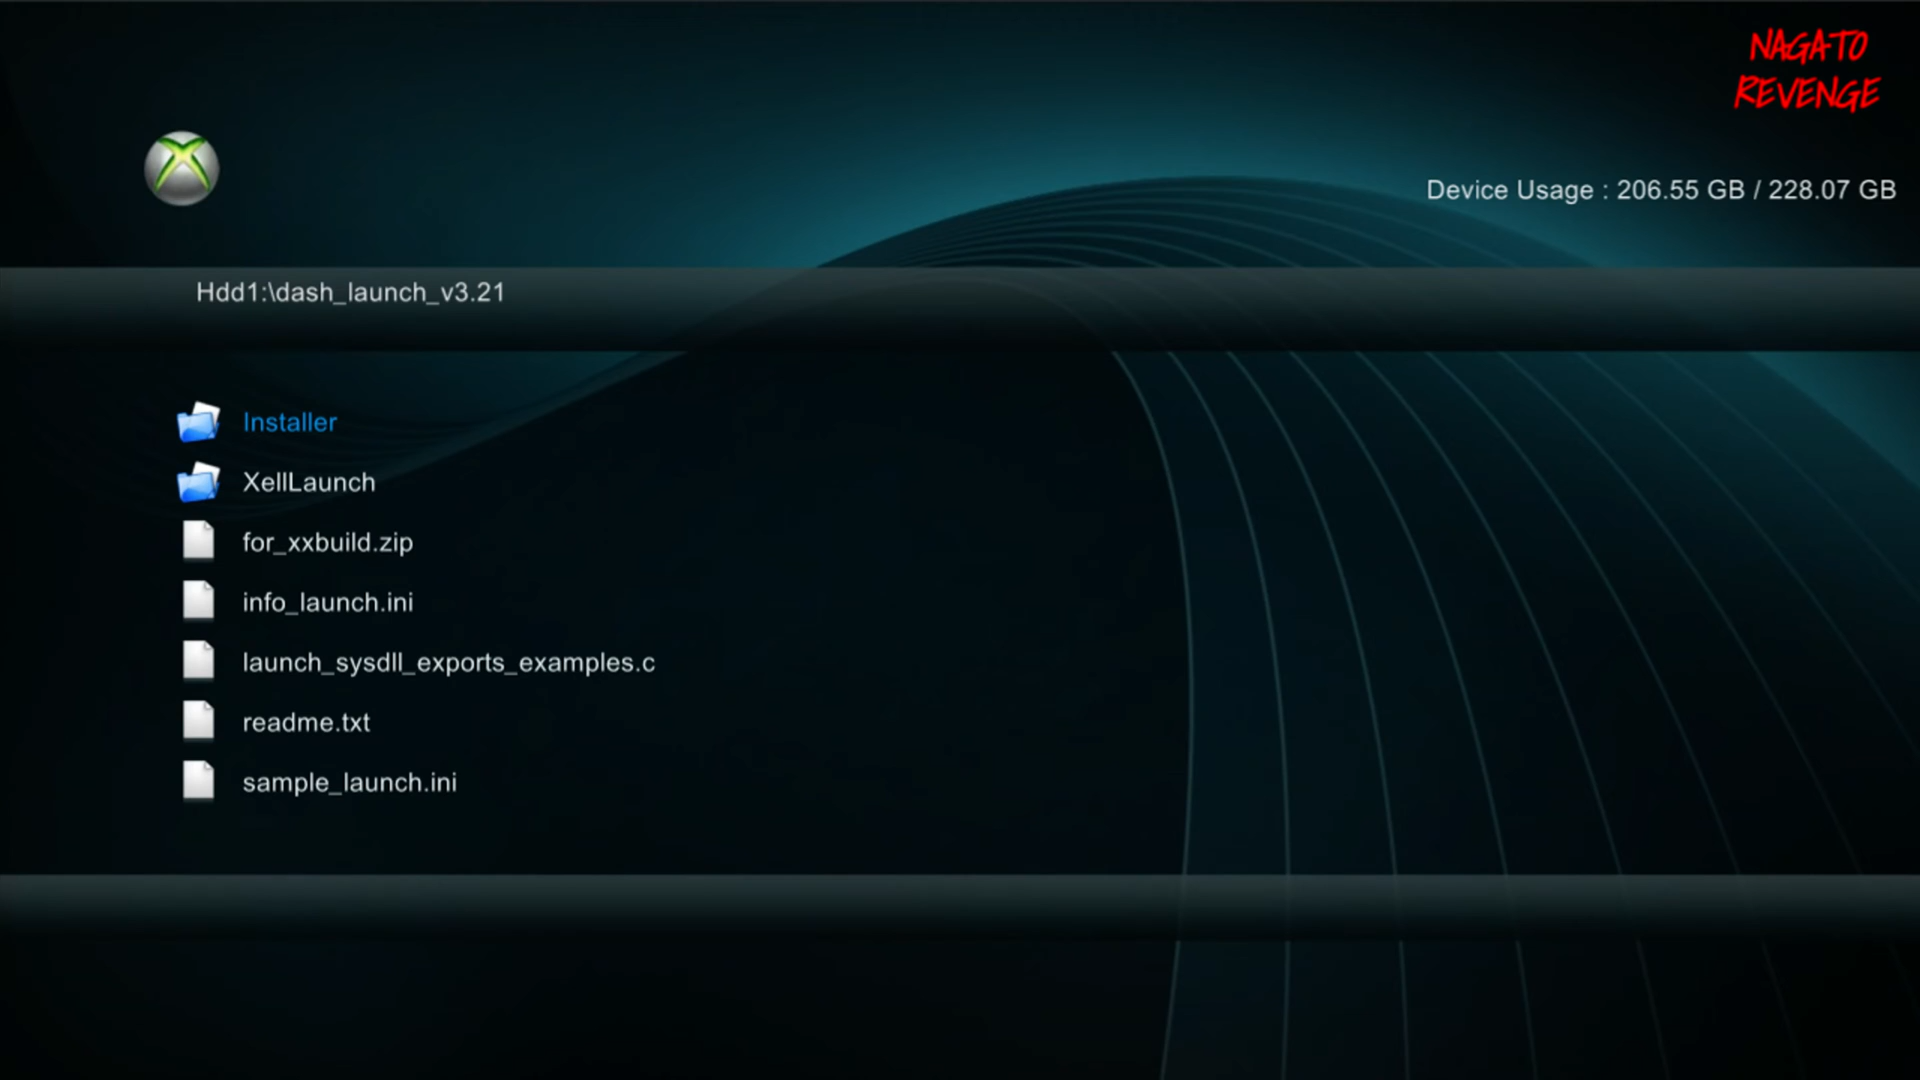 NAGATO
REVENGE
Device Usage : 206.55 GB / 228.07 GB
Hdd1:\dash_launch_v3.21
Installer
XellLaunch
for_xxbuild.zip
info_launch.ini
launch_sysdll_exports_examples.c
readme.txt
sample_launch.ini